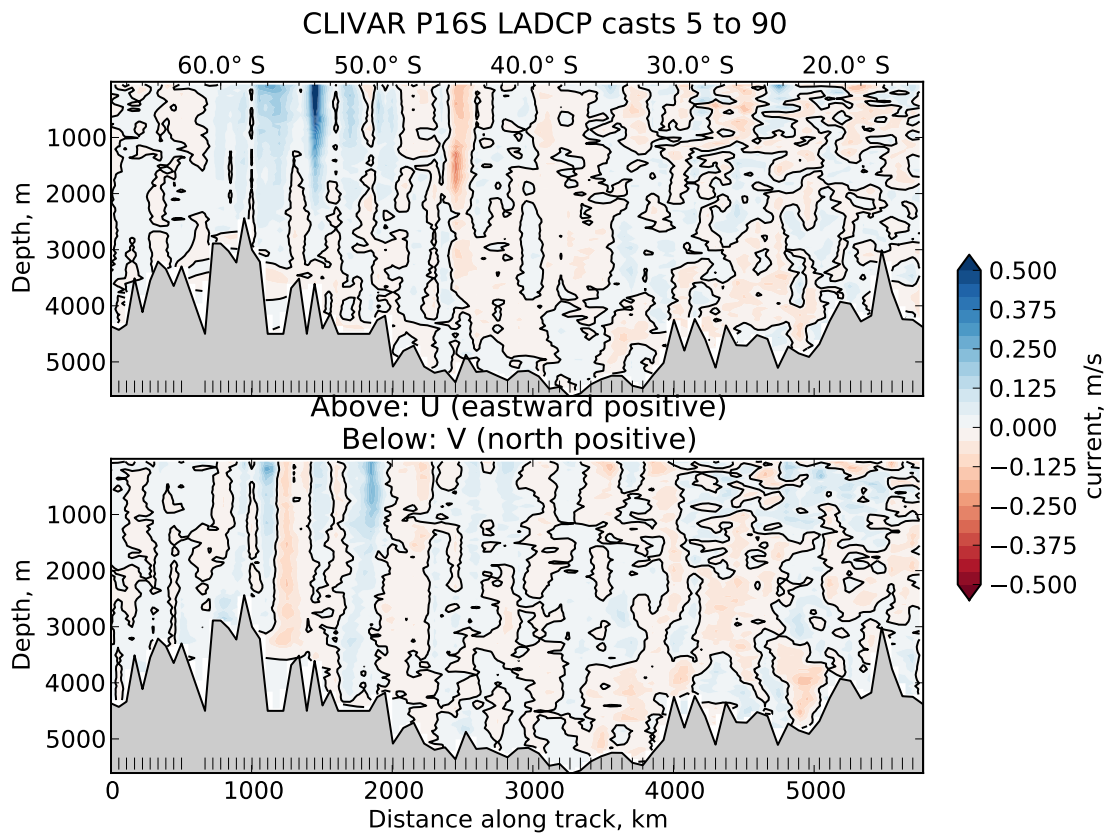 CLIVAR P16S LADCP casts 5 to 90
60.0° S 50.0° S 40.0° S 30.0° S 20.0° S
1000
2000
3000
4000
5000
Depth, m
Above: U (eastward positive)
Below: V (north positive)
1000
2000
3000
4000
5000
Depth, m
0 1000 2000 3000 4000 5000
Distance along track, km
0.500
0.375
0.250
0.125
0.000
−0.125
−0.250
−0.375
−0.500
current, m/s